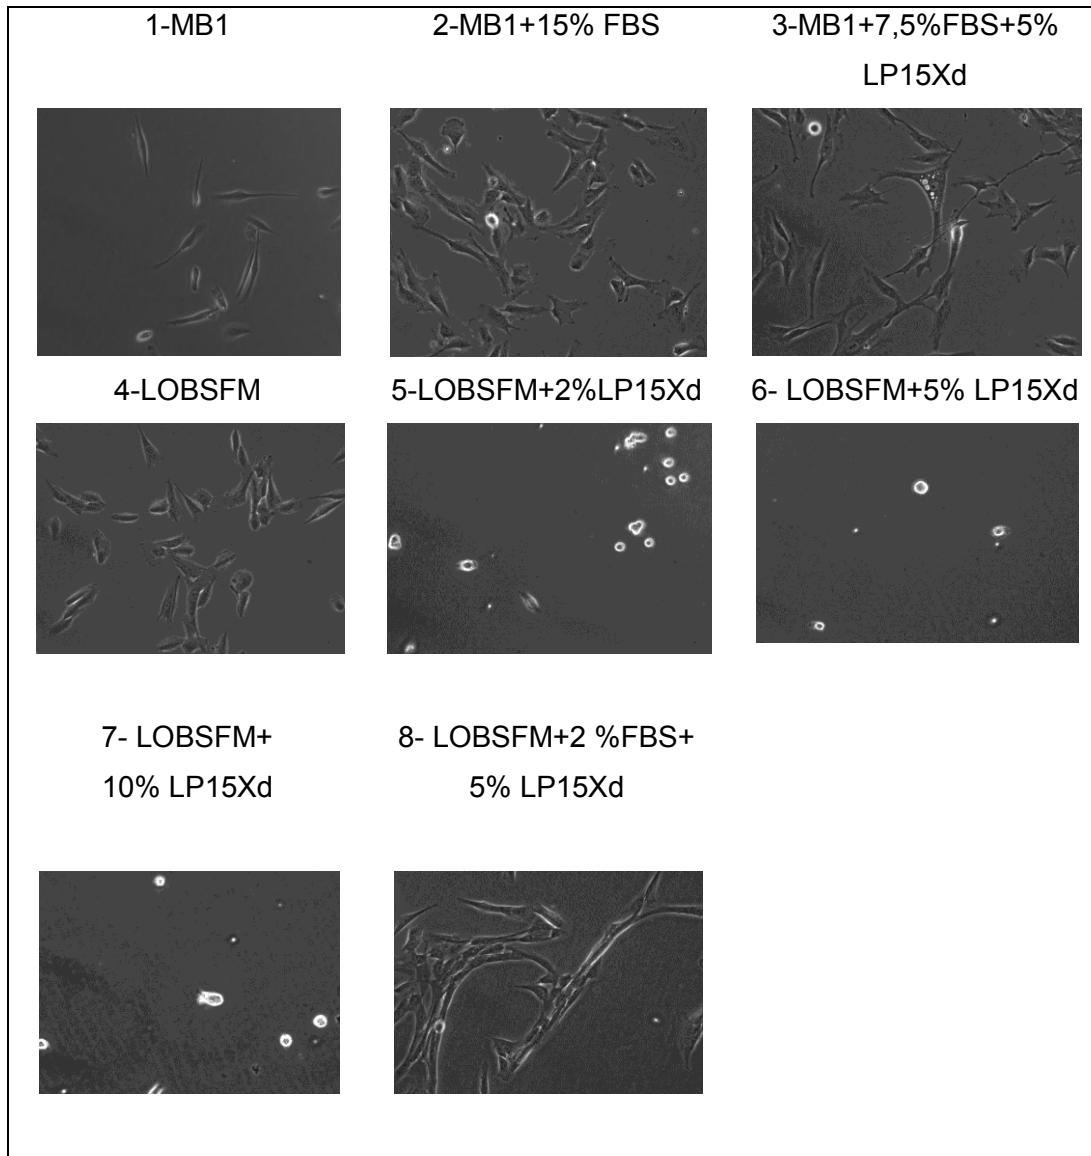 1-MB1
2-MB1+15% FBS
3-MB1+7,5%FBS+5%
LP15Xd
4-LOBSFM
5-LOBSFM+2%LP15Xd
6- LOBSFM+5% LP15Xd
7- LOBSFM+
10% LP15Xd
8- LOBSFM+2 %FBS+
5% LP15Xd